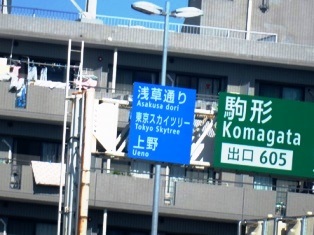 浅草通り
Asakusa dori
東京スカイツリー
Tokyo Skytree
上野
Ueno
駒形
Komagata
出口 605